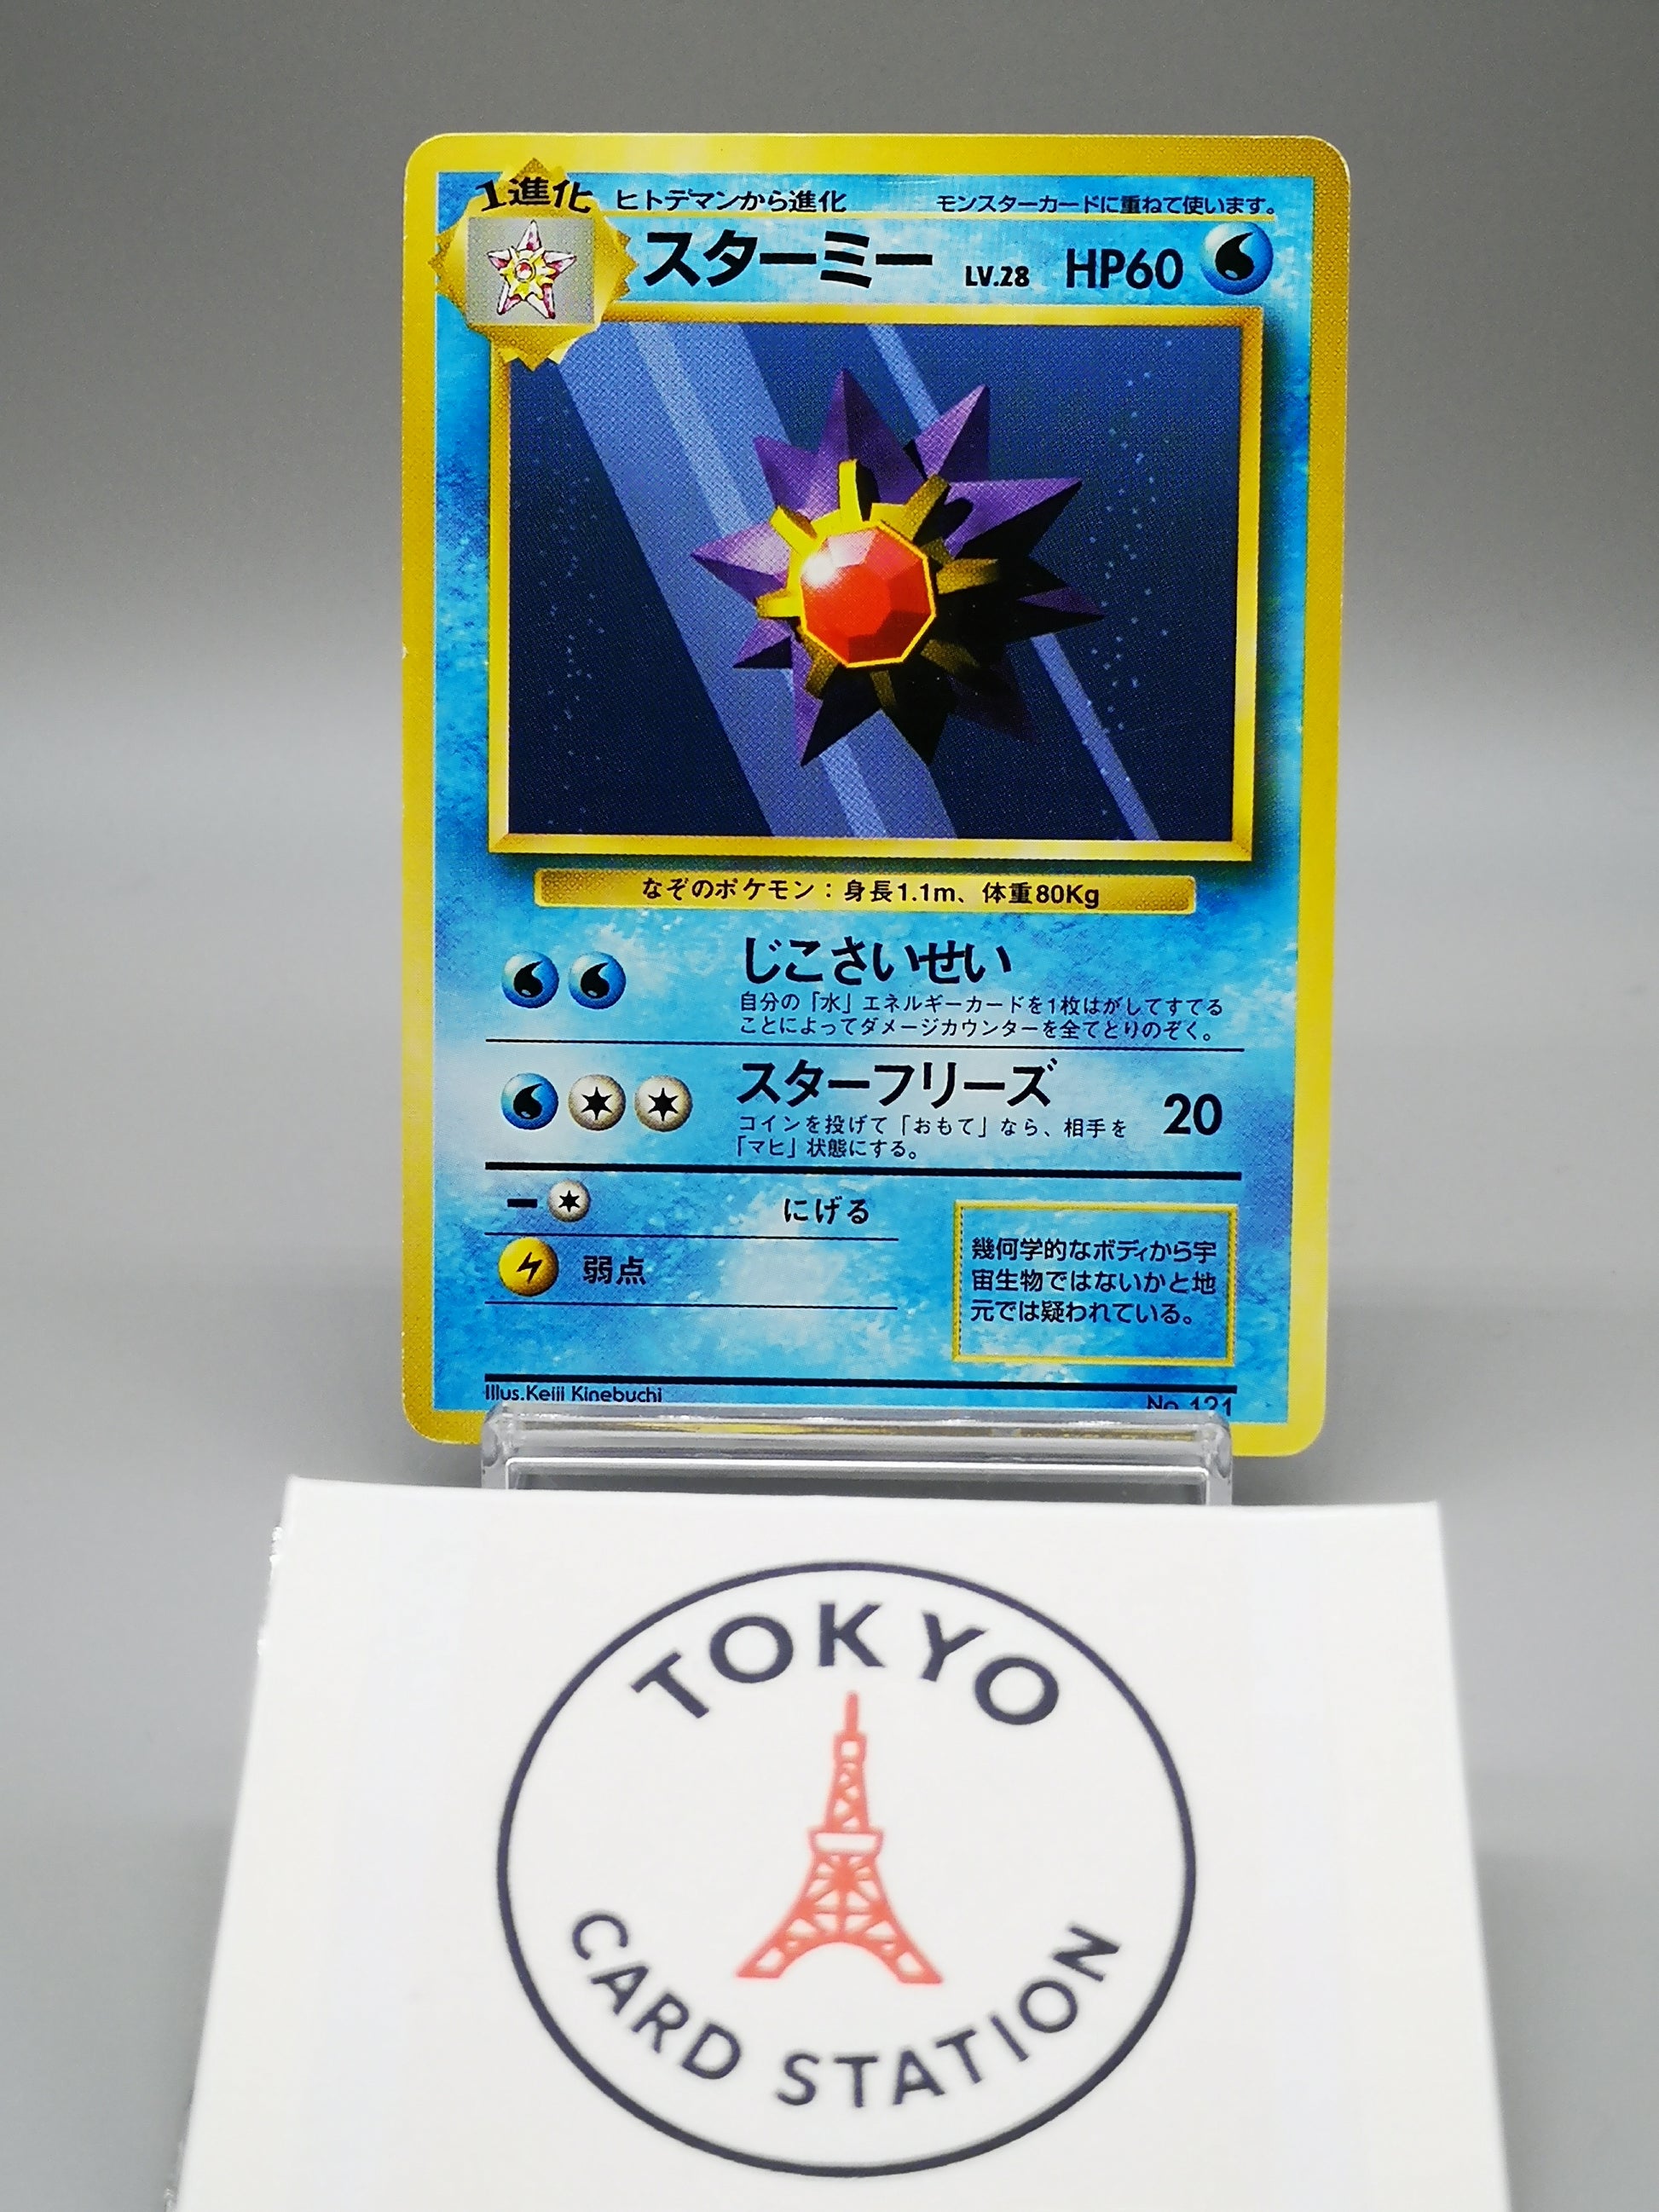 1進化
ヒトデマンから進化
モンスターカードに重ねて使います。
スターミー LV.28 HP60
なぞのポケモン：身長1.1m、体重80Kg
じこさいせい
自分の「水」エネルギーカードを1枚はがしてすてる
ことによってダメージカウンターを全てとりのぞく。
スターフリーズ 20
コインを投げて「おもて」なら、相手を
「マヒ」状態にする。
にげる
弱点
幾何学的なボディから宇
宙生物ではないかと地
元では疑われている。
Illus.Keiji Kinebuchi
No.121
TOKYO
CARD STATION